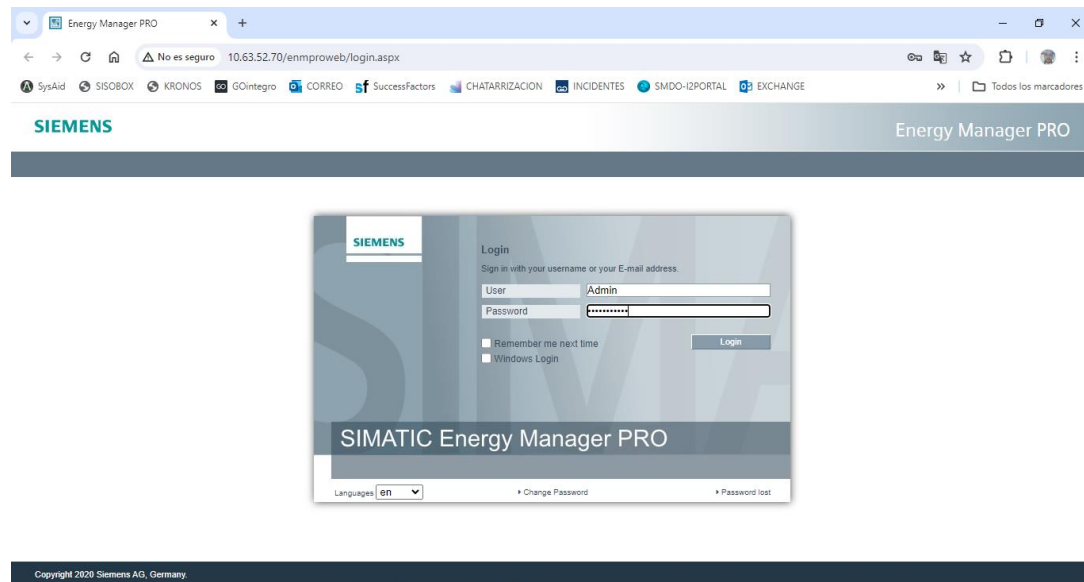 Energy Manager PRO
No es seguro 10.63.52.70/enmproweb/login.aspx
SysAid SISOBOX KRONOS GOintegro CORREO SuccessFactors CHATARRIZACION INCIDENTES SMDO-I2PORTAL EXCHANGE » Todos los marcadores
SIEMENS Energy Manager PRO
SIEMENS
Login
Sign in with your username or your E-mail address.
User Admin
Password •••••••••••
Remember me next time Login
Windows Login
SIMATIC Energy Manager PRO
Languages en Change Password Password lost
Copyright 2020 Siemens AG, Germany.